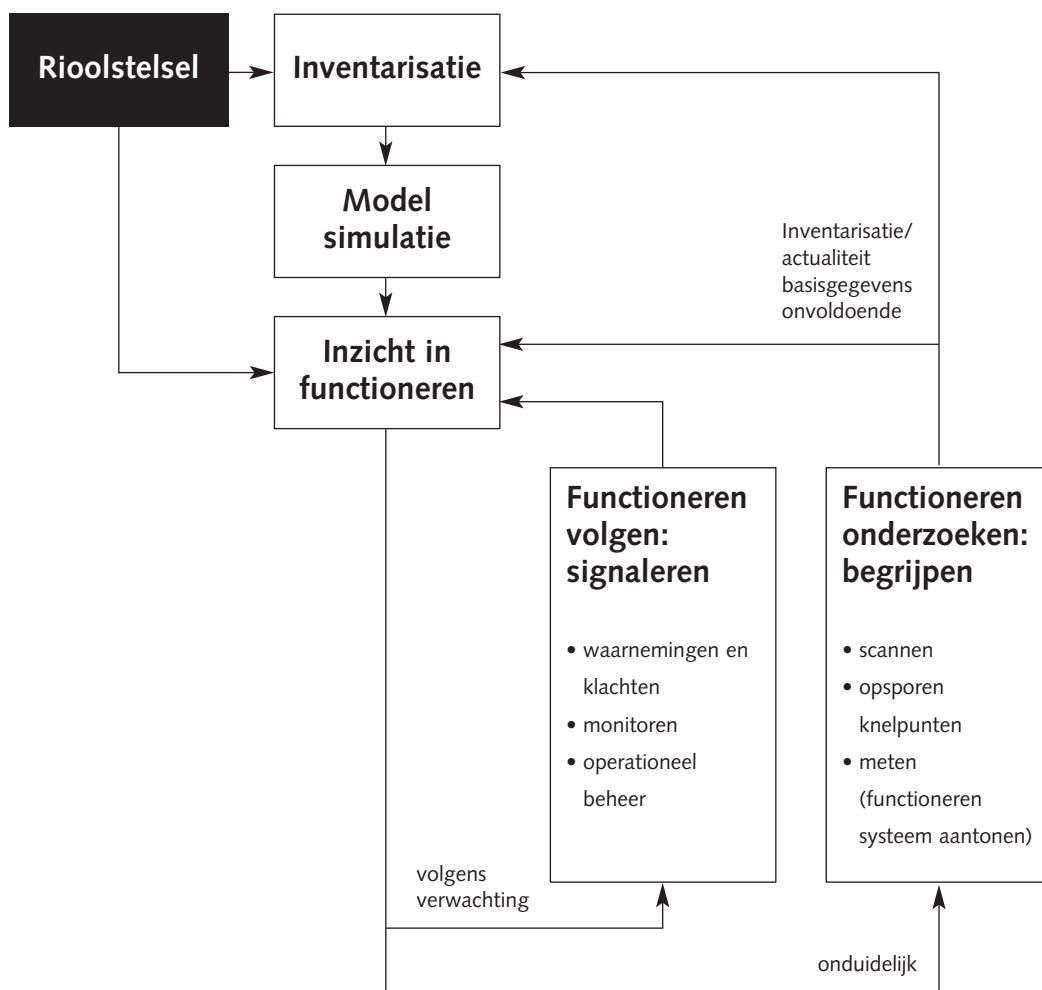 Rioolstelsel
Inventarisatie
Model
simulatie
Inventarisatie/
actualiteit
basisgegevens
onvoldoende
Inzicht in
functioneren
Functioneren
volgen:
signaleren
• waarnemingen en
klachten
• monitoren
• operationeel
beheer
Functioneren
onderzoeken:
begrijpen
• scannen
• opsporen
knelpunten
• meten
(functioneren
systeem aantonen)
volgens
verwachting
onduidelijk